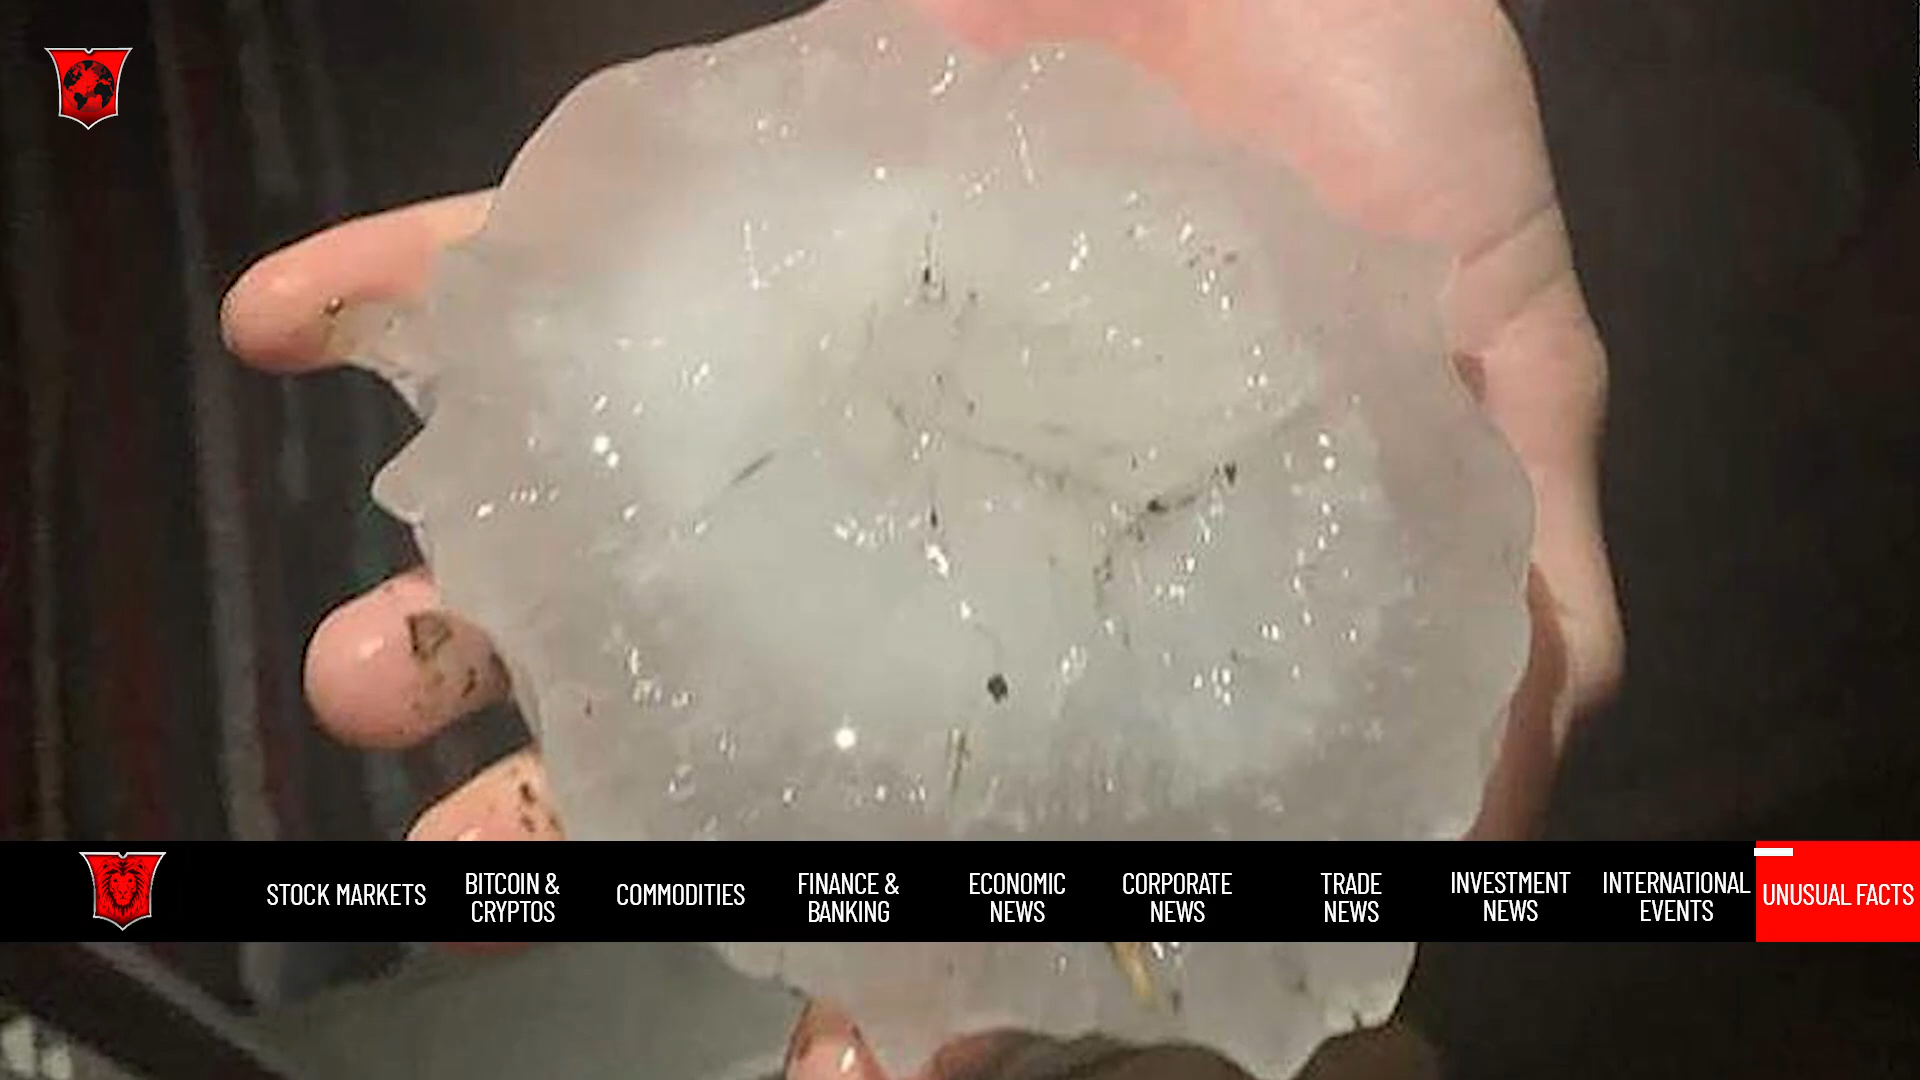 STOCK MARKETS
BITCOIN &
CRYPTOS
COMMODITIES
FINANCE &
BANKING
ECONOMIC
NEWS
CORPORATE
NEWS
TRADE
NEWS
INVESTMENT
NEWS
INTERNATIONAL
EVENTS
UNUSUAL FACTS